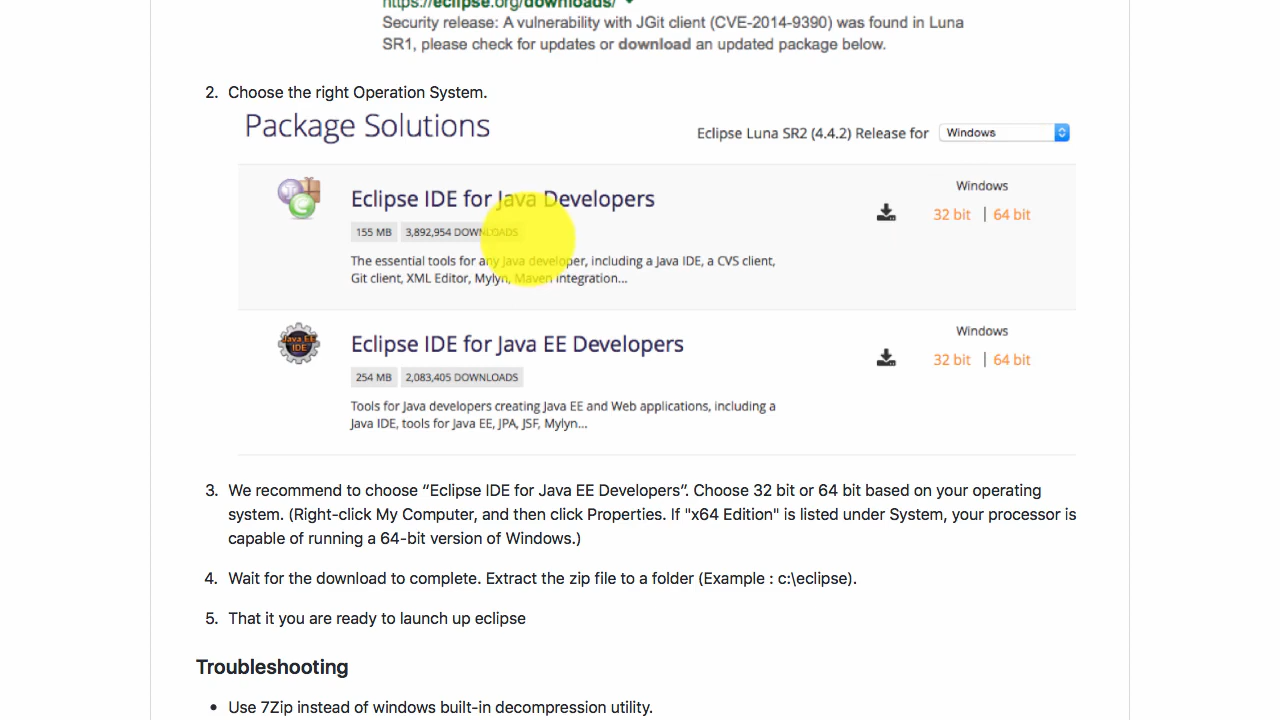 https://eclipse.org/downloads/
Security release: A vulnerability with JGit client (CVE-2014-9390) was found in Luna
SR1, please check for updates or download an updated package below.
2. Choose the right Operation System.
Package Solutions
Eclipse Luna SR2 (4.4.2) Release for Windows
Eclipse IDE for Java Developers
155 MB 3,892,954 DOWNLOADS
The essential tools for any Java developer, including a Java IDE, a CVS client,
Git client, XML Editor, Mylyn, Maven integration...
Windows
32 bit | 64 bit
Java EE
IDE
Eclipse IDE for Java EE Developers
254 MB 2,083,405 DOWNLOADS
Tools for Java developers creating Java EE and Web applications, including a
Java IDE, tools for Java EE, JPA, JSF, Mylyn...
Windows
32 bit | 64 bit
3. We recommend to choose “Eclipse IDE for Java EE Developers”. Choose 32 bit or 64 bit based on your operating
system. (Right-click My Computer, and then click Properties. If "x64 Edition" is listed under System, your processor is
capable of running a 64-bit version of Windows.)
4. Wait for the download to complete. Extract the zip file to a folder (Example : c:\eclipse).
5. That it you are ready to launch up eclipse
Troubleshooting
• Use 7Zip instead of windows built-in decompression utility.